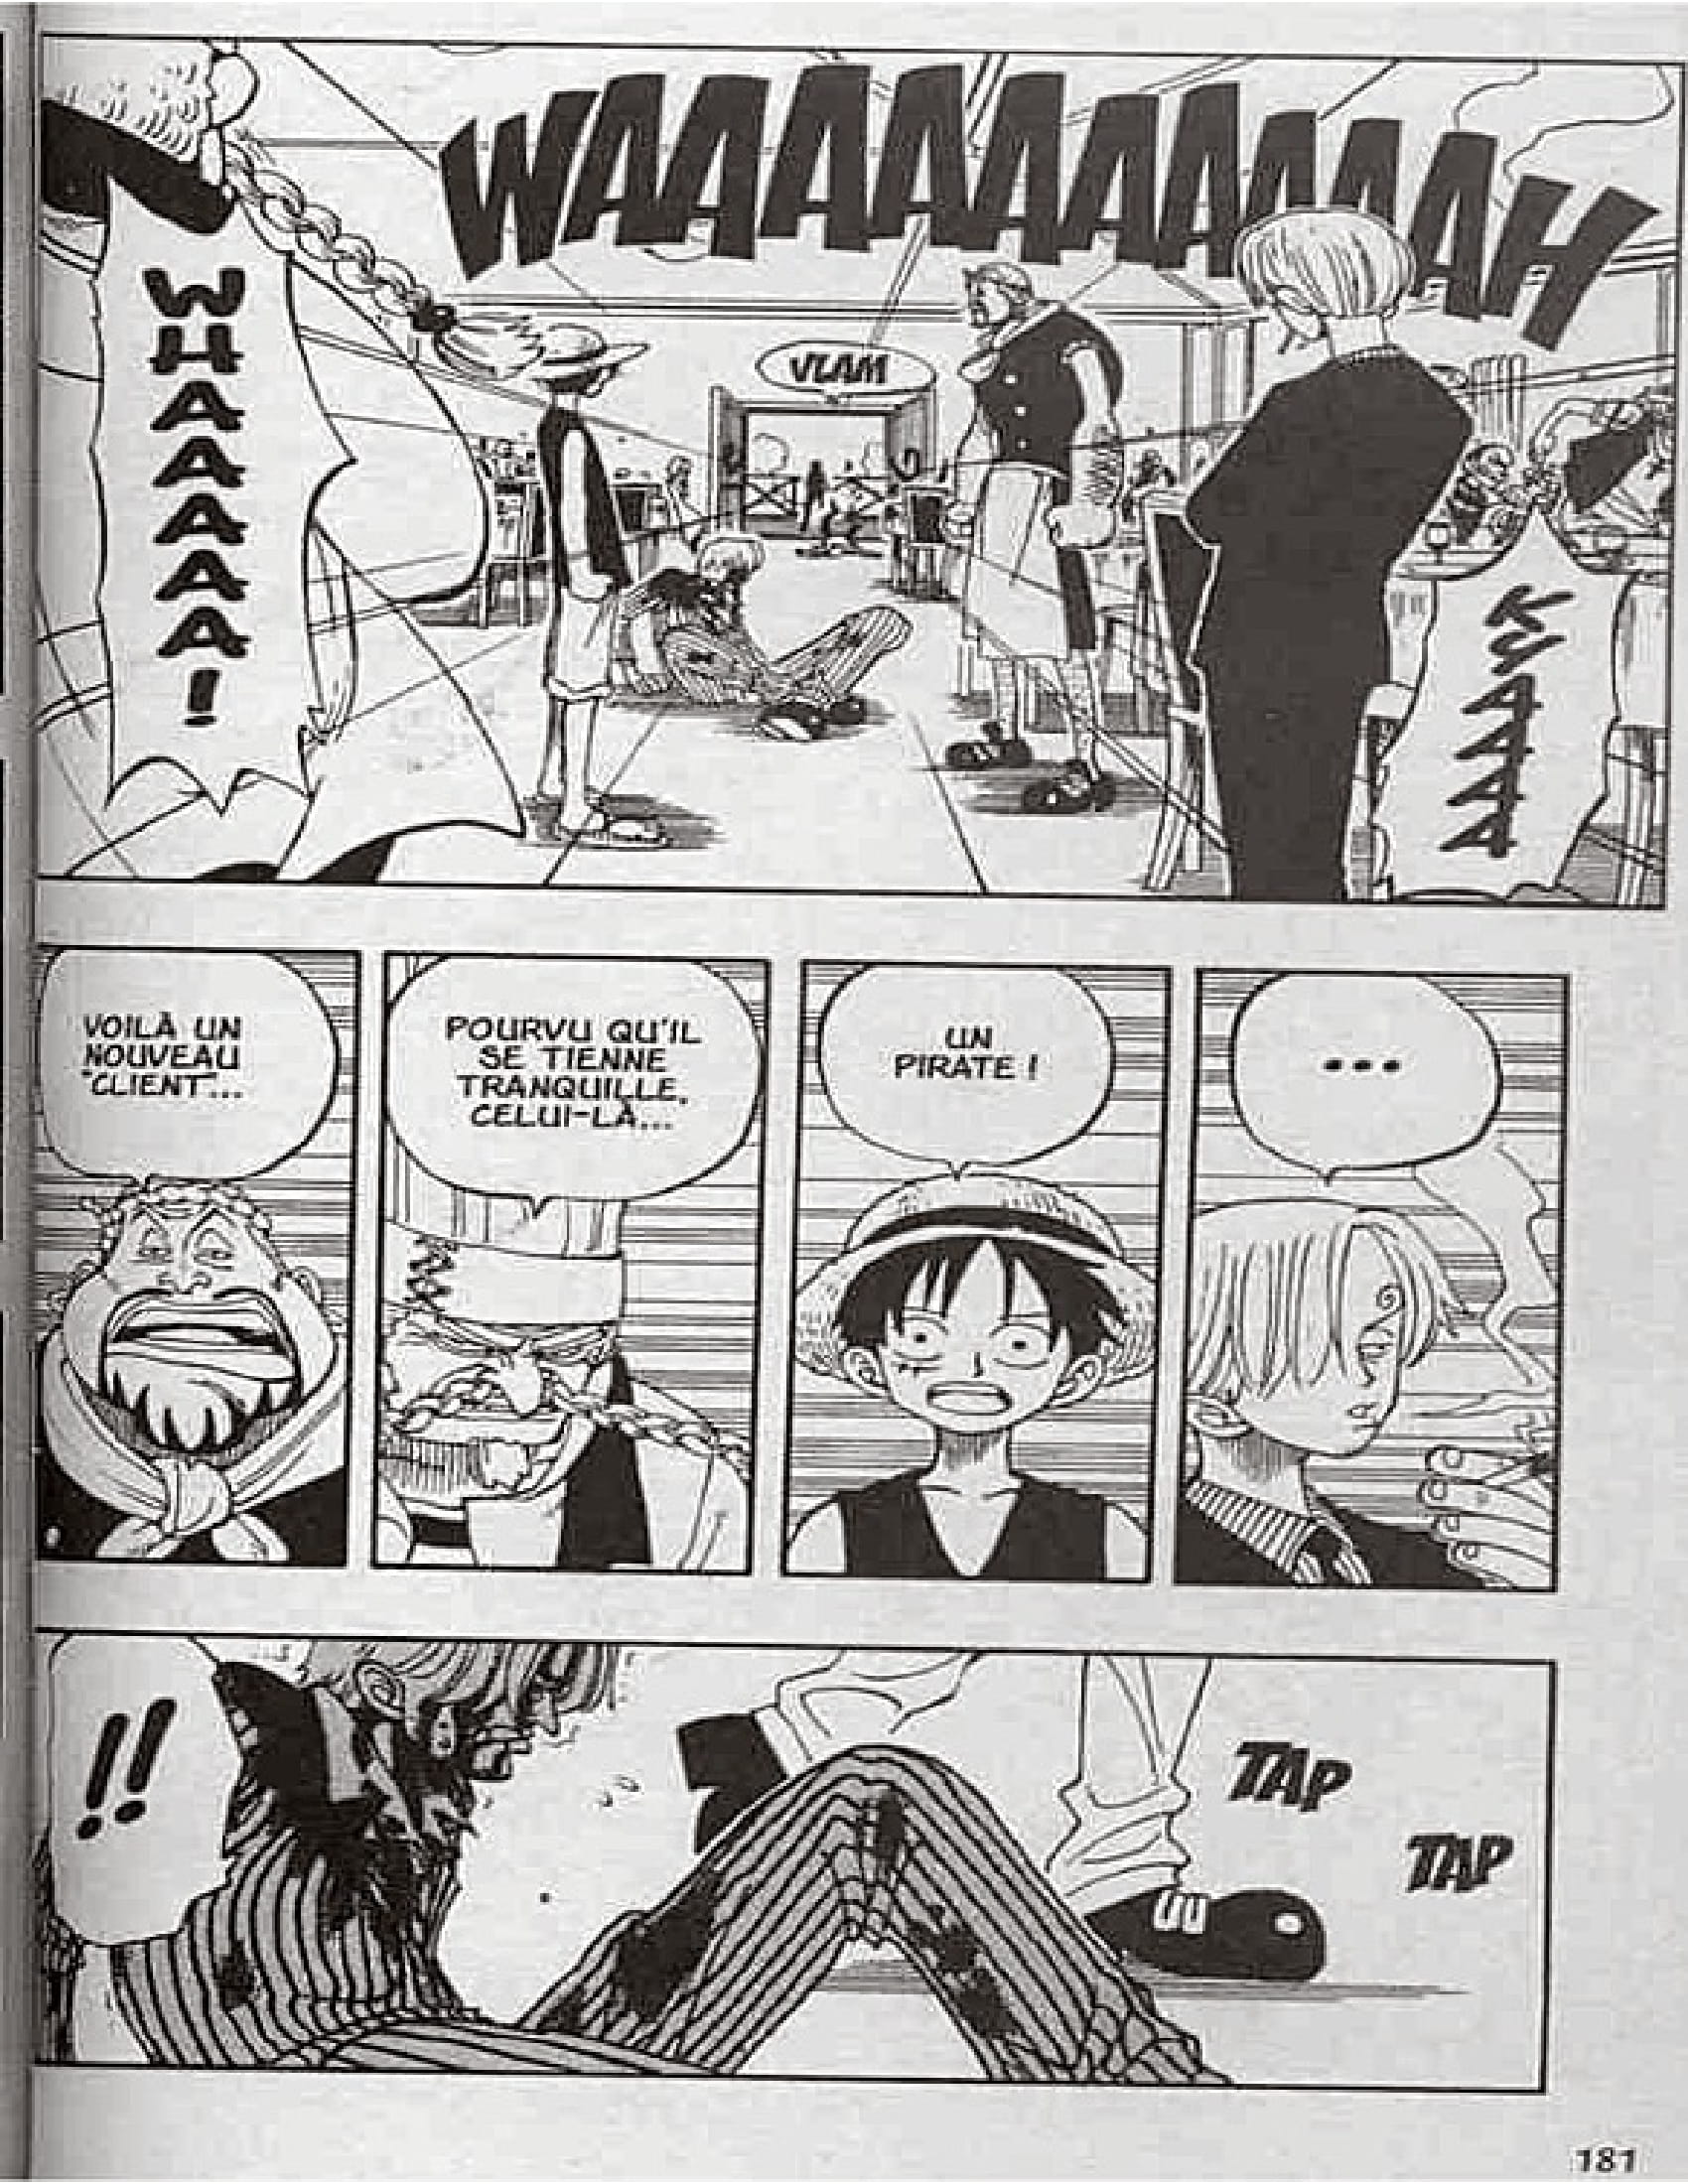 WAAAAAAAAAAH
KYAAAA
VLAM
WHAAAAA!
...
UN
PIRATE !
POURVU QU'IL
SE TIENNE
TRANQUILLE,
CELUI-LÀ...
VOILÀ UN
NOUVEAU
"CLIENT"...
TAP
TAP
!!
181